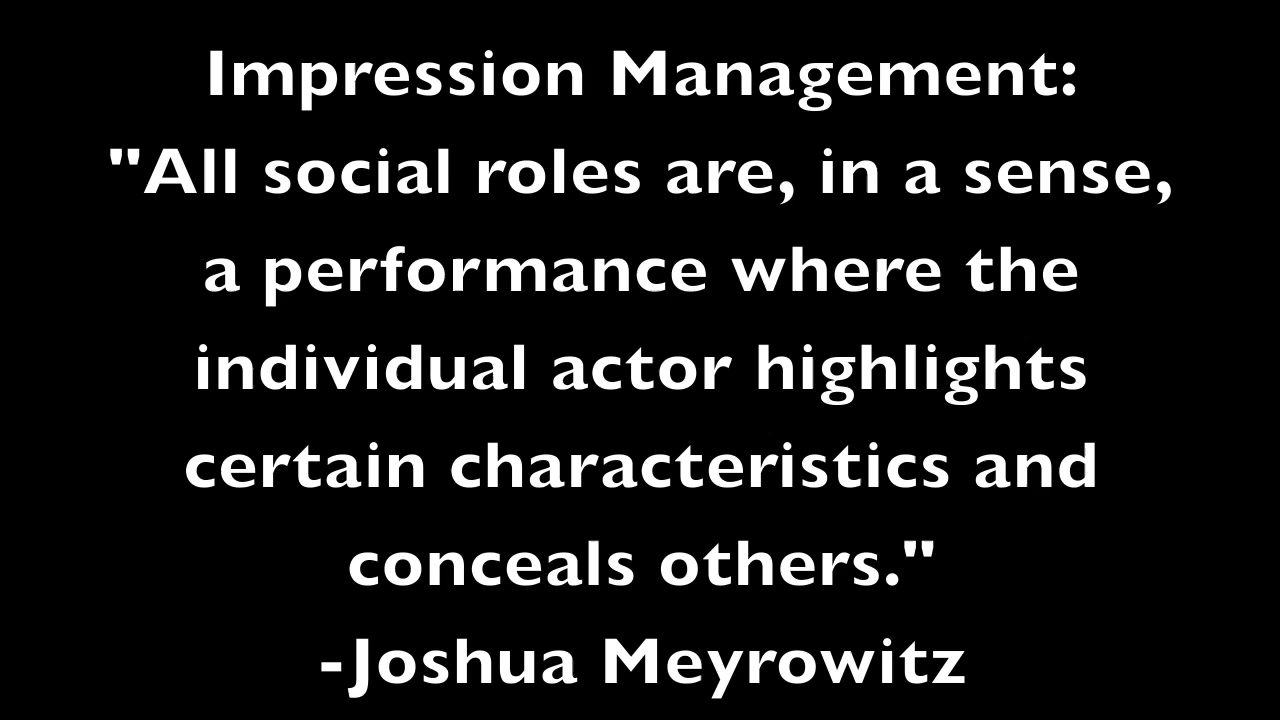 Impression Management:
"All social roles are, in a sense,
a performance where the
individual actor highlights
certain characteristics and
conceals others."
-Joshua Meyrowitz